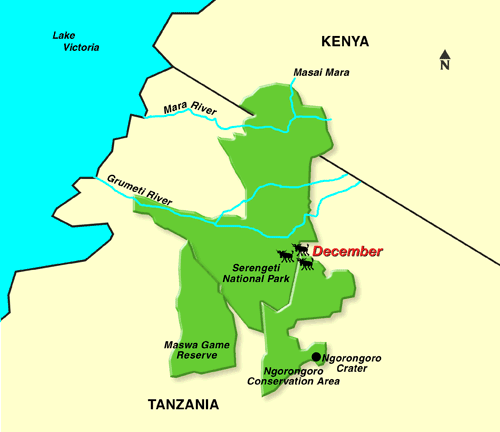 Lake
Victoria
KENYA
N
Masai Mara
Mara River
Grumeti River
December
Serengeti
National Park
Maswa Game
Reserve
Ngorongoro
Crater
Ngorongoro
Conservation Area
TANZANIA